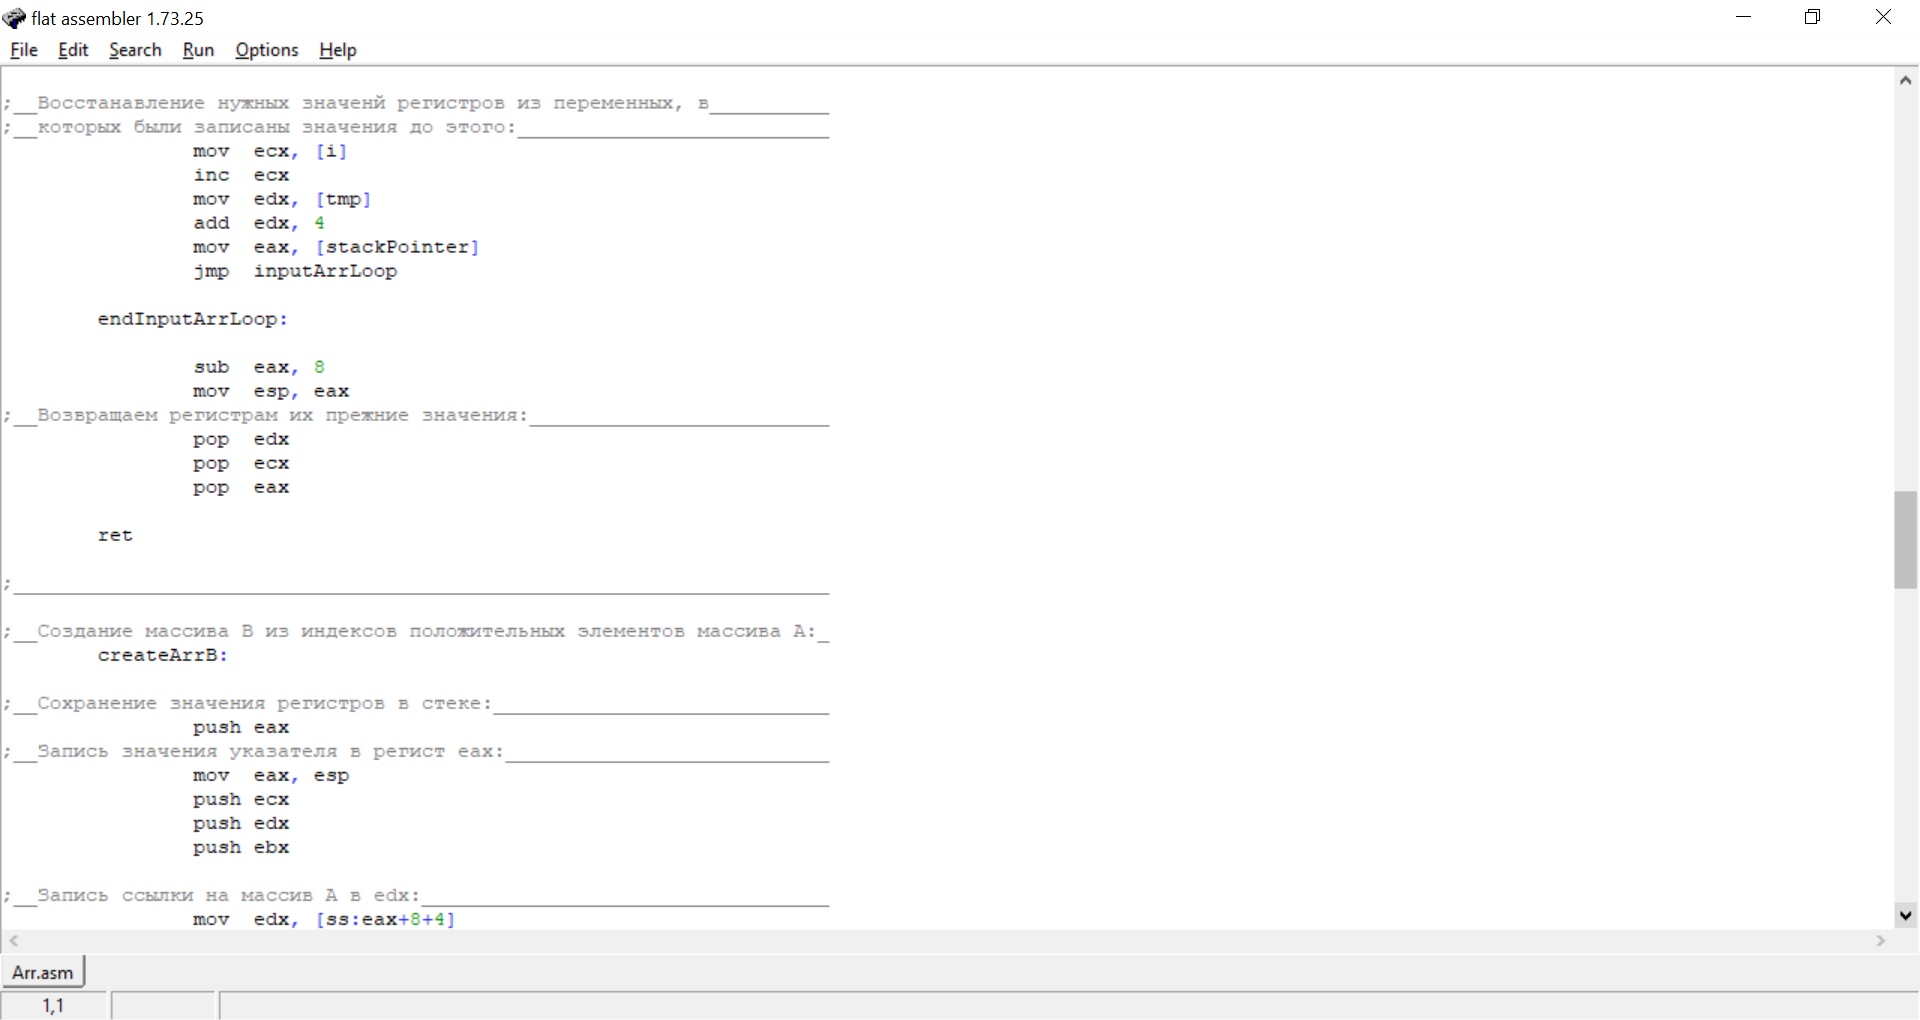 flat assembler 1.73.25
File Edit Search Run Options Help
;__Восстанавление нужных значенй регистров из переменных, в__________
;__которых были записаны значения до этого:__________________________
mov ecx, [i]
inc ecx
mov edx, [tmp]
add edx, 4
mov eax, [stackPointer]
jmp inputArrLoop
endInputArrLoop:
sub eax, 8
mov esp, eax
;__Возвращаем регистрам их прежние значения:_________________________
pop edx
pop ecx
pop eax
ret
;____________________________________________________________________
;__Создание массива B из индексов положительных элементов массива A:_
createArrB:
;__Сохранение значения регистров в стеке:____________________________
push eax
;__Запись значения указателя в регист eax:___________________________
mov eax, esp
push ecx
push edx
push ebx
;__Запись ссылки на массив A в edx:__________________________________
mov edx, [ss:eax+8+4]
Arr.asm
1,1